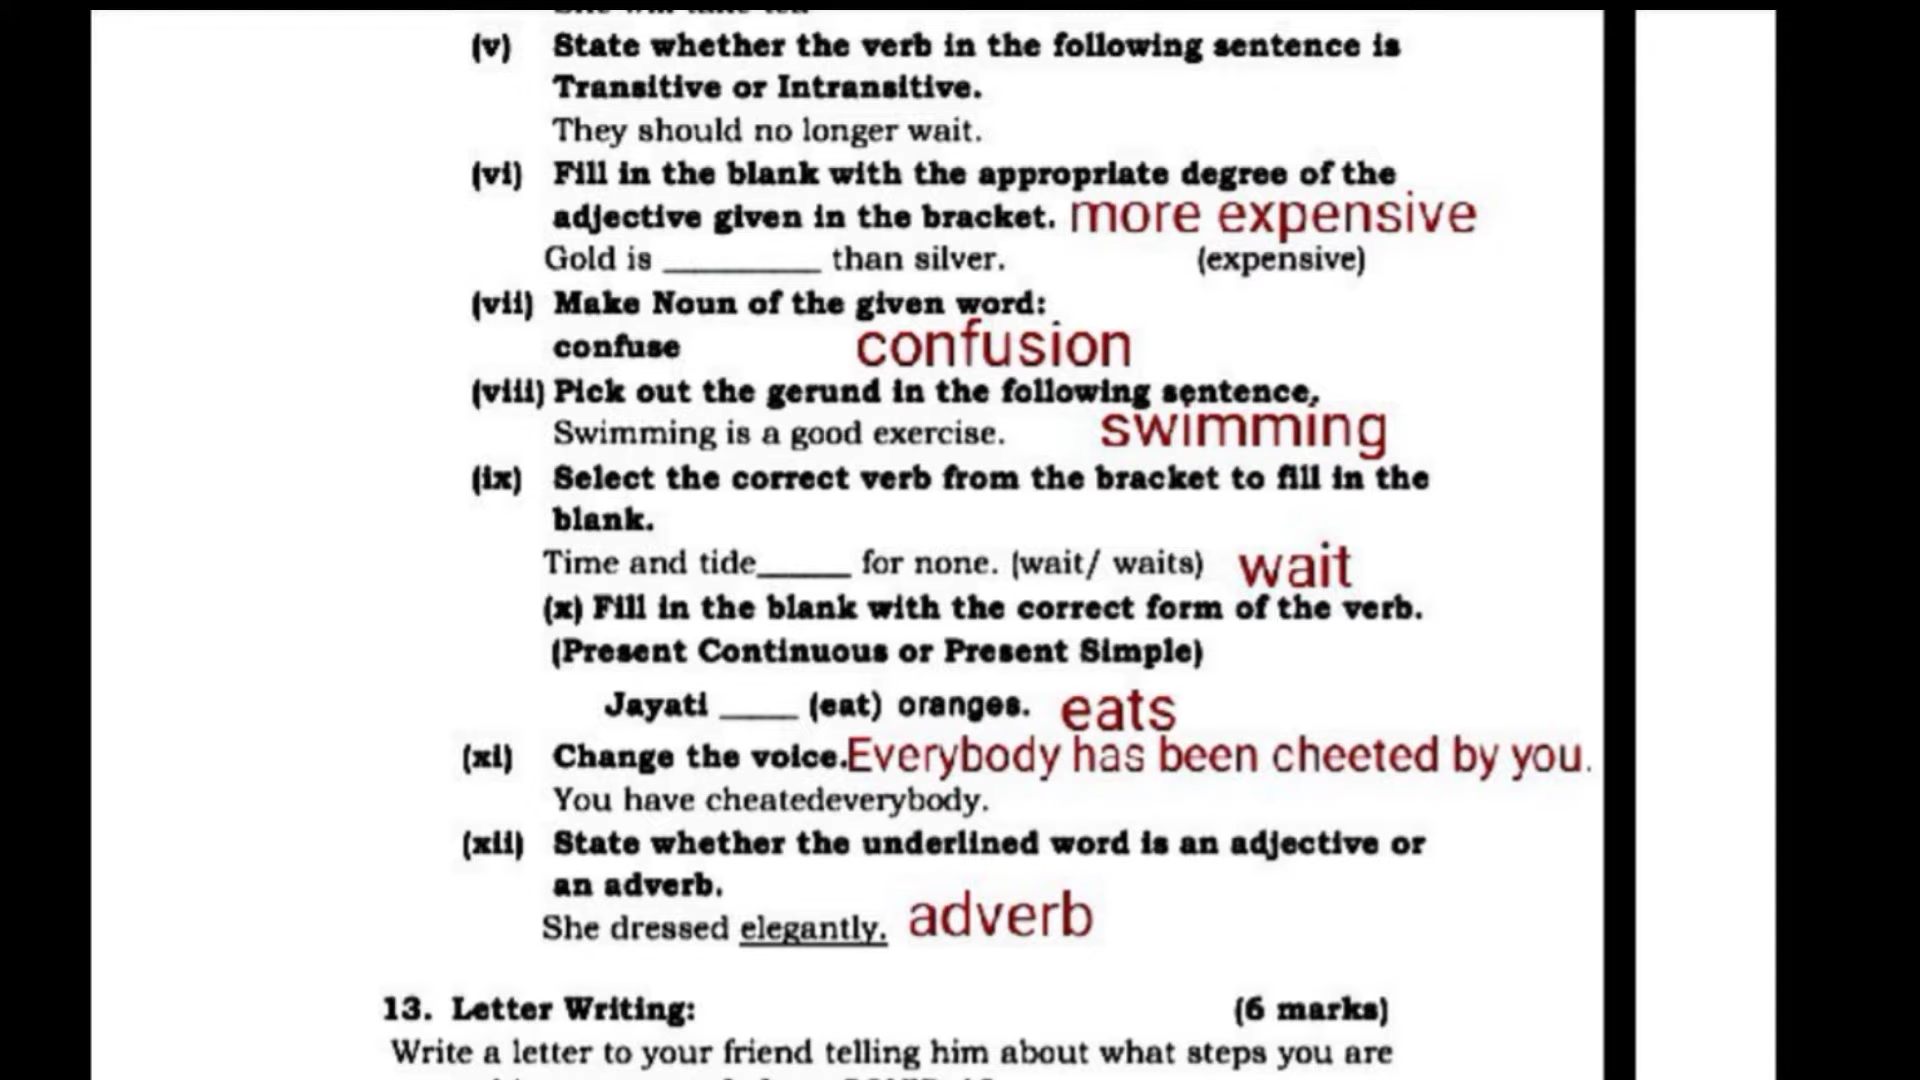 (v) State whether the verb in the following sentence is
Transitive or Intransitive.
They should no longer wait.
(vi) Fill in the blank with the appropriate degree of the
adjective given in the bracket. more expensive
Gold is ________ than silver. (expensive)
(vii) Make Noun of the given word:
confuse confusion
(viii) Pick out the gerund in the following sentence,
Swimming is a good exercise. swimming
(ix) Select the correct verb from the bracket to fill in the
blank.
Time and tide_____ for none. (wait/ waits) wait
(x) Fill in the blank with the correct form of the verb.
(Present Continuous or Present Simple)
Jayati ____ (eat) oranges. eats
(xi) Change the voice.Everybody has been cheeted by you.
You have cheatedeverybody.
(xii) State whether the underlined word is an adjective or
an adverb.
She dressed elegantly. adverb
13. Letter Writing: (6 marks)
Write a letter to your friend telling him about what steps you are